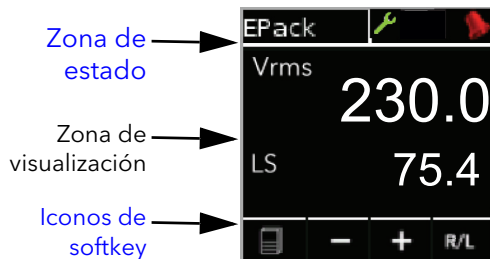 Zona de
estado
Zona de
visualización
Iconos de
softkey
EPack
Vrms
230.0
LS
75.4
− + R/L